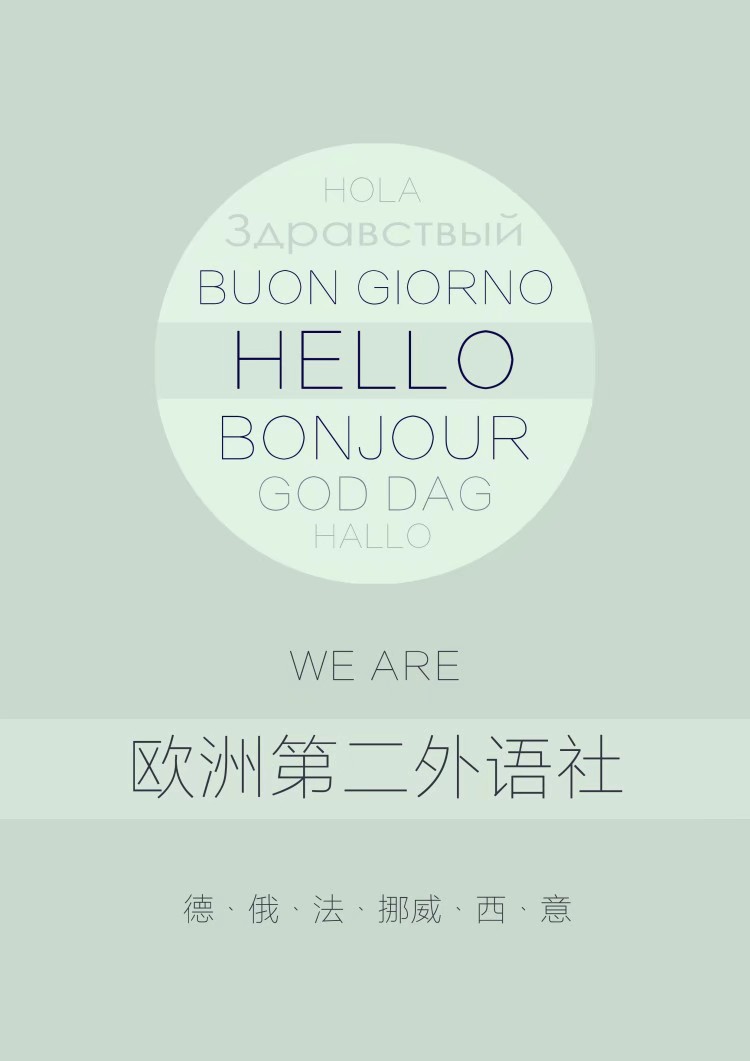 HOLA
Здравствый
BUON GIORNO
HELLO
BONJOUR
GOD DAG
HALLO
WE ARE
欧洲第二外语社
德、俄、法、挪威、西、意